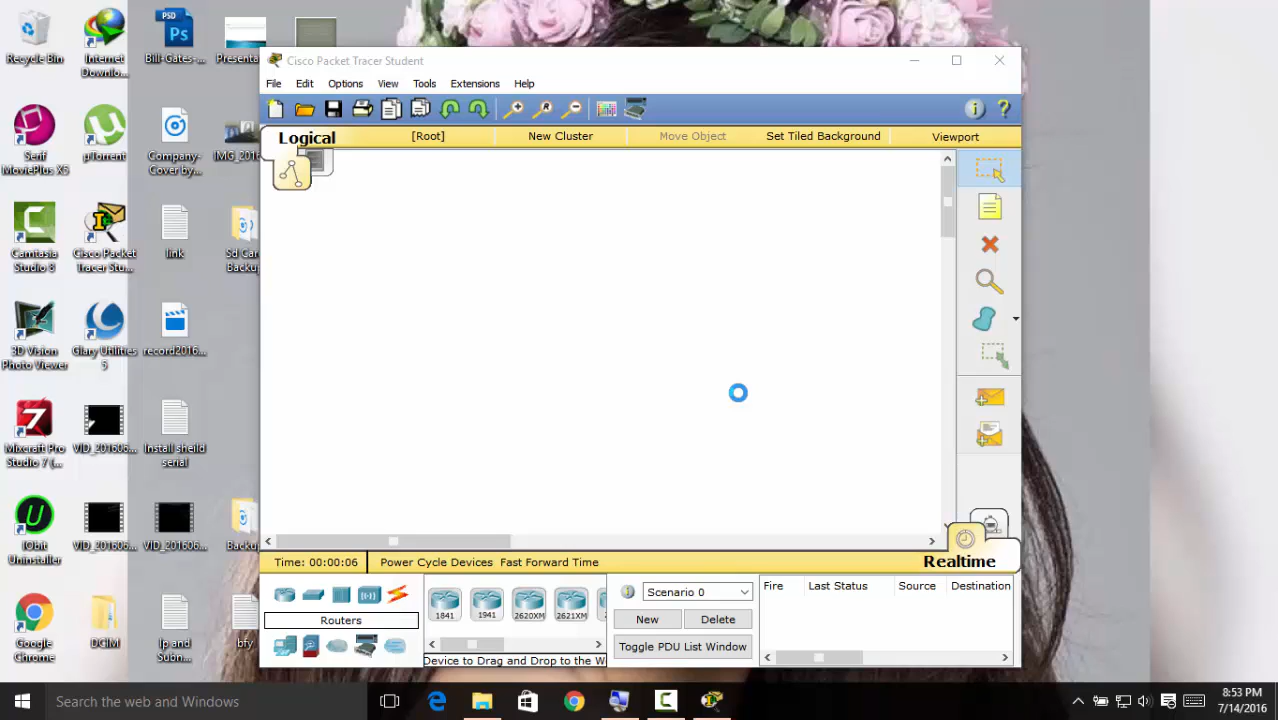 Recycle Bin
Internet
Downlo...
PSD
Bill-Gates-...
Presenta
Serif
MoviePlus X5
µTorrent
Company-
Cover by...
IMG_2016
Camtasia
Studio 8
Cisco Packet
Tracer Stu...
link
Sd Car
Backup
3D Vision
Photo Viewer
Glary Utilities
5
record2016...
Mixcraft Pro
Studio 7 (...
VID_201606...
Install sheild
serial
IObit
Uninstaller
VID_201606...
VID_201606...
Backup
Google
Chrome
DCIM
Ip and
Subn...
bfy
Cisco Packet Tracer Student
File Edit Options View Tools Extensions Help
Logical [Root] New Cluster Move Object Set Tiled Background Viewport
Time: 00:00:06 Power Cycle Devices Fast Forward Time Realtime
Routers
1841 1941 2620XM 2621XM
Device to Drag and Drop to the W
Scenario 0
New Delete
Toggle PDU List Window
Fire Last Status Source Destination
Search the web and Windows
8:53 PM
7/14/2016